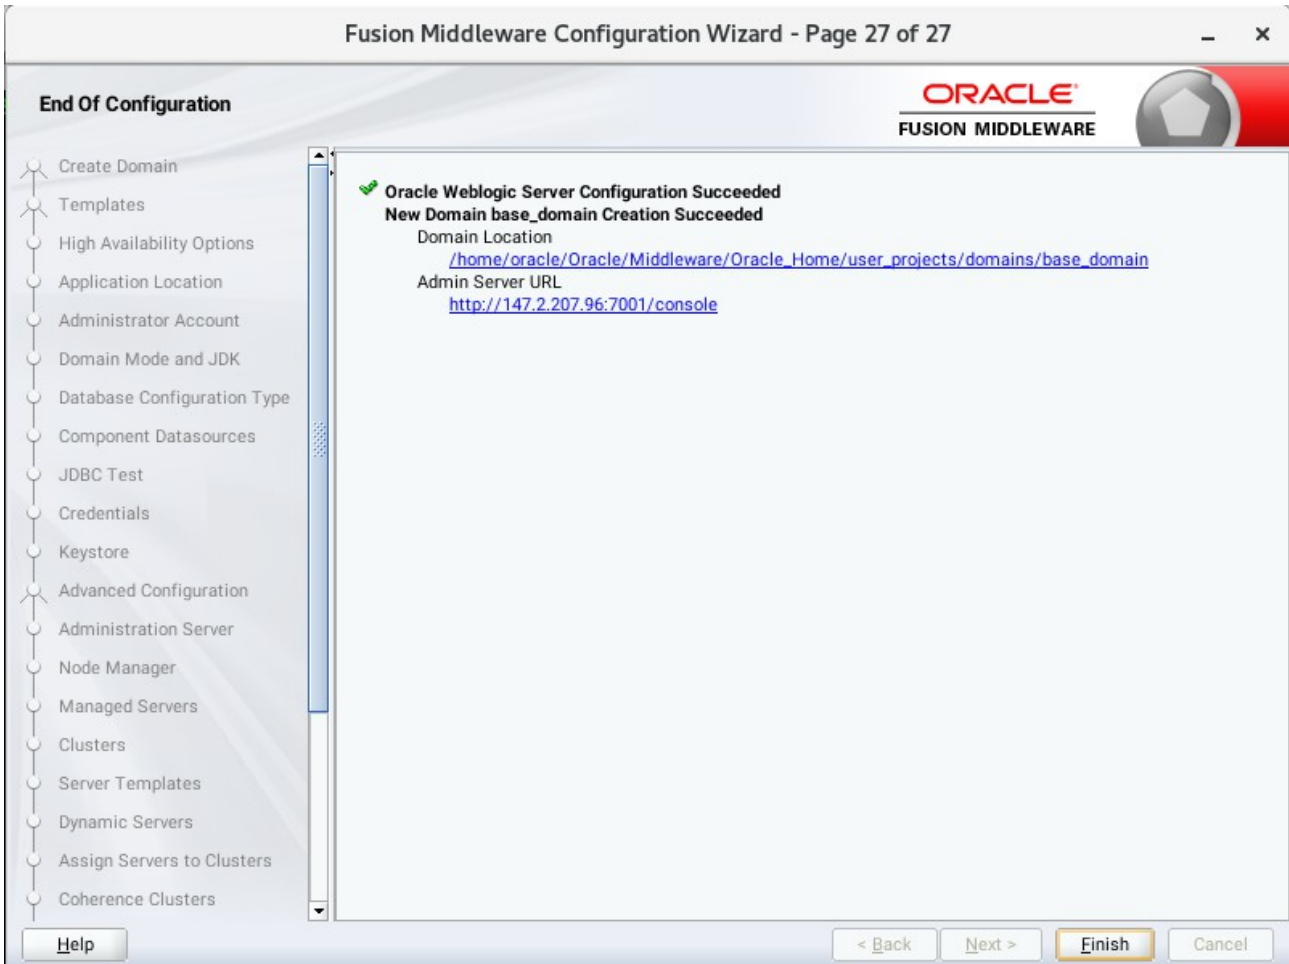 Fusion Middleware Configuration Wizard - Page 27 of 27
End Of Configuration
ORACLE
FUSION MIDDLEWARE
Create Domain
Templates
High Availability Options
Application Location
Administrator Account
Domain Mode and JDK
Database Configuration Type
Component Datasources
JDBC Test
Credentials
Keystore
Advanced Configuration
Administration Server
Node Manager
Managed Servers
Clusters
Server Templates
Dynamic Servers
Assign Servers to Clusters
Coherence Clusters
Oracle Weblogic Server Configuration Succeeded
New Domain base_domain Creation Succeeded
Domain Location
/home/oracle/Oracle/Middleware/Oracle_Home/user_projects/domains/base_domain
Admin Server URL
http://147.2.207.96:7001/console
Help
< Back
Next >
Finish
Cancel